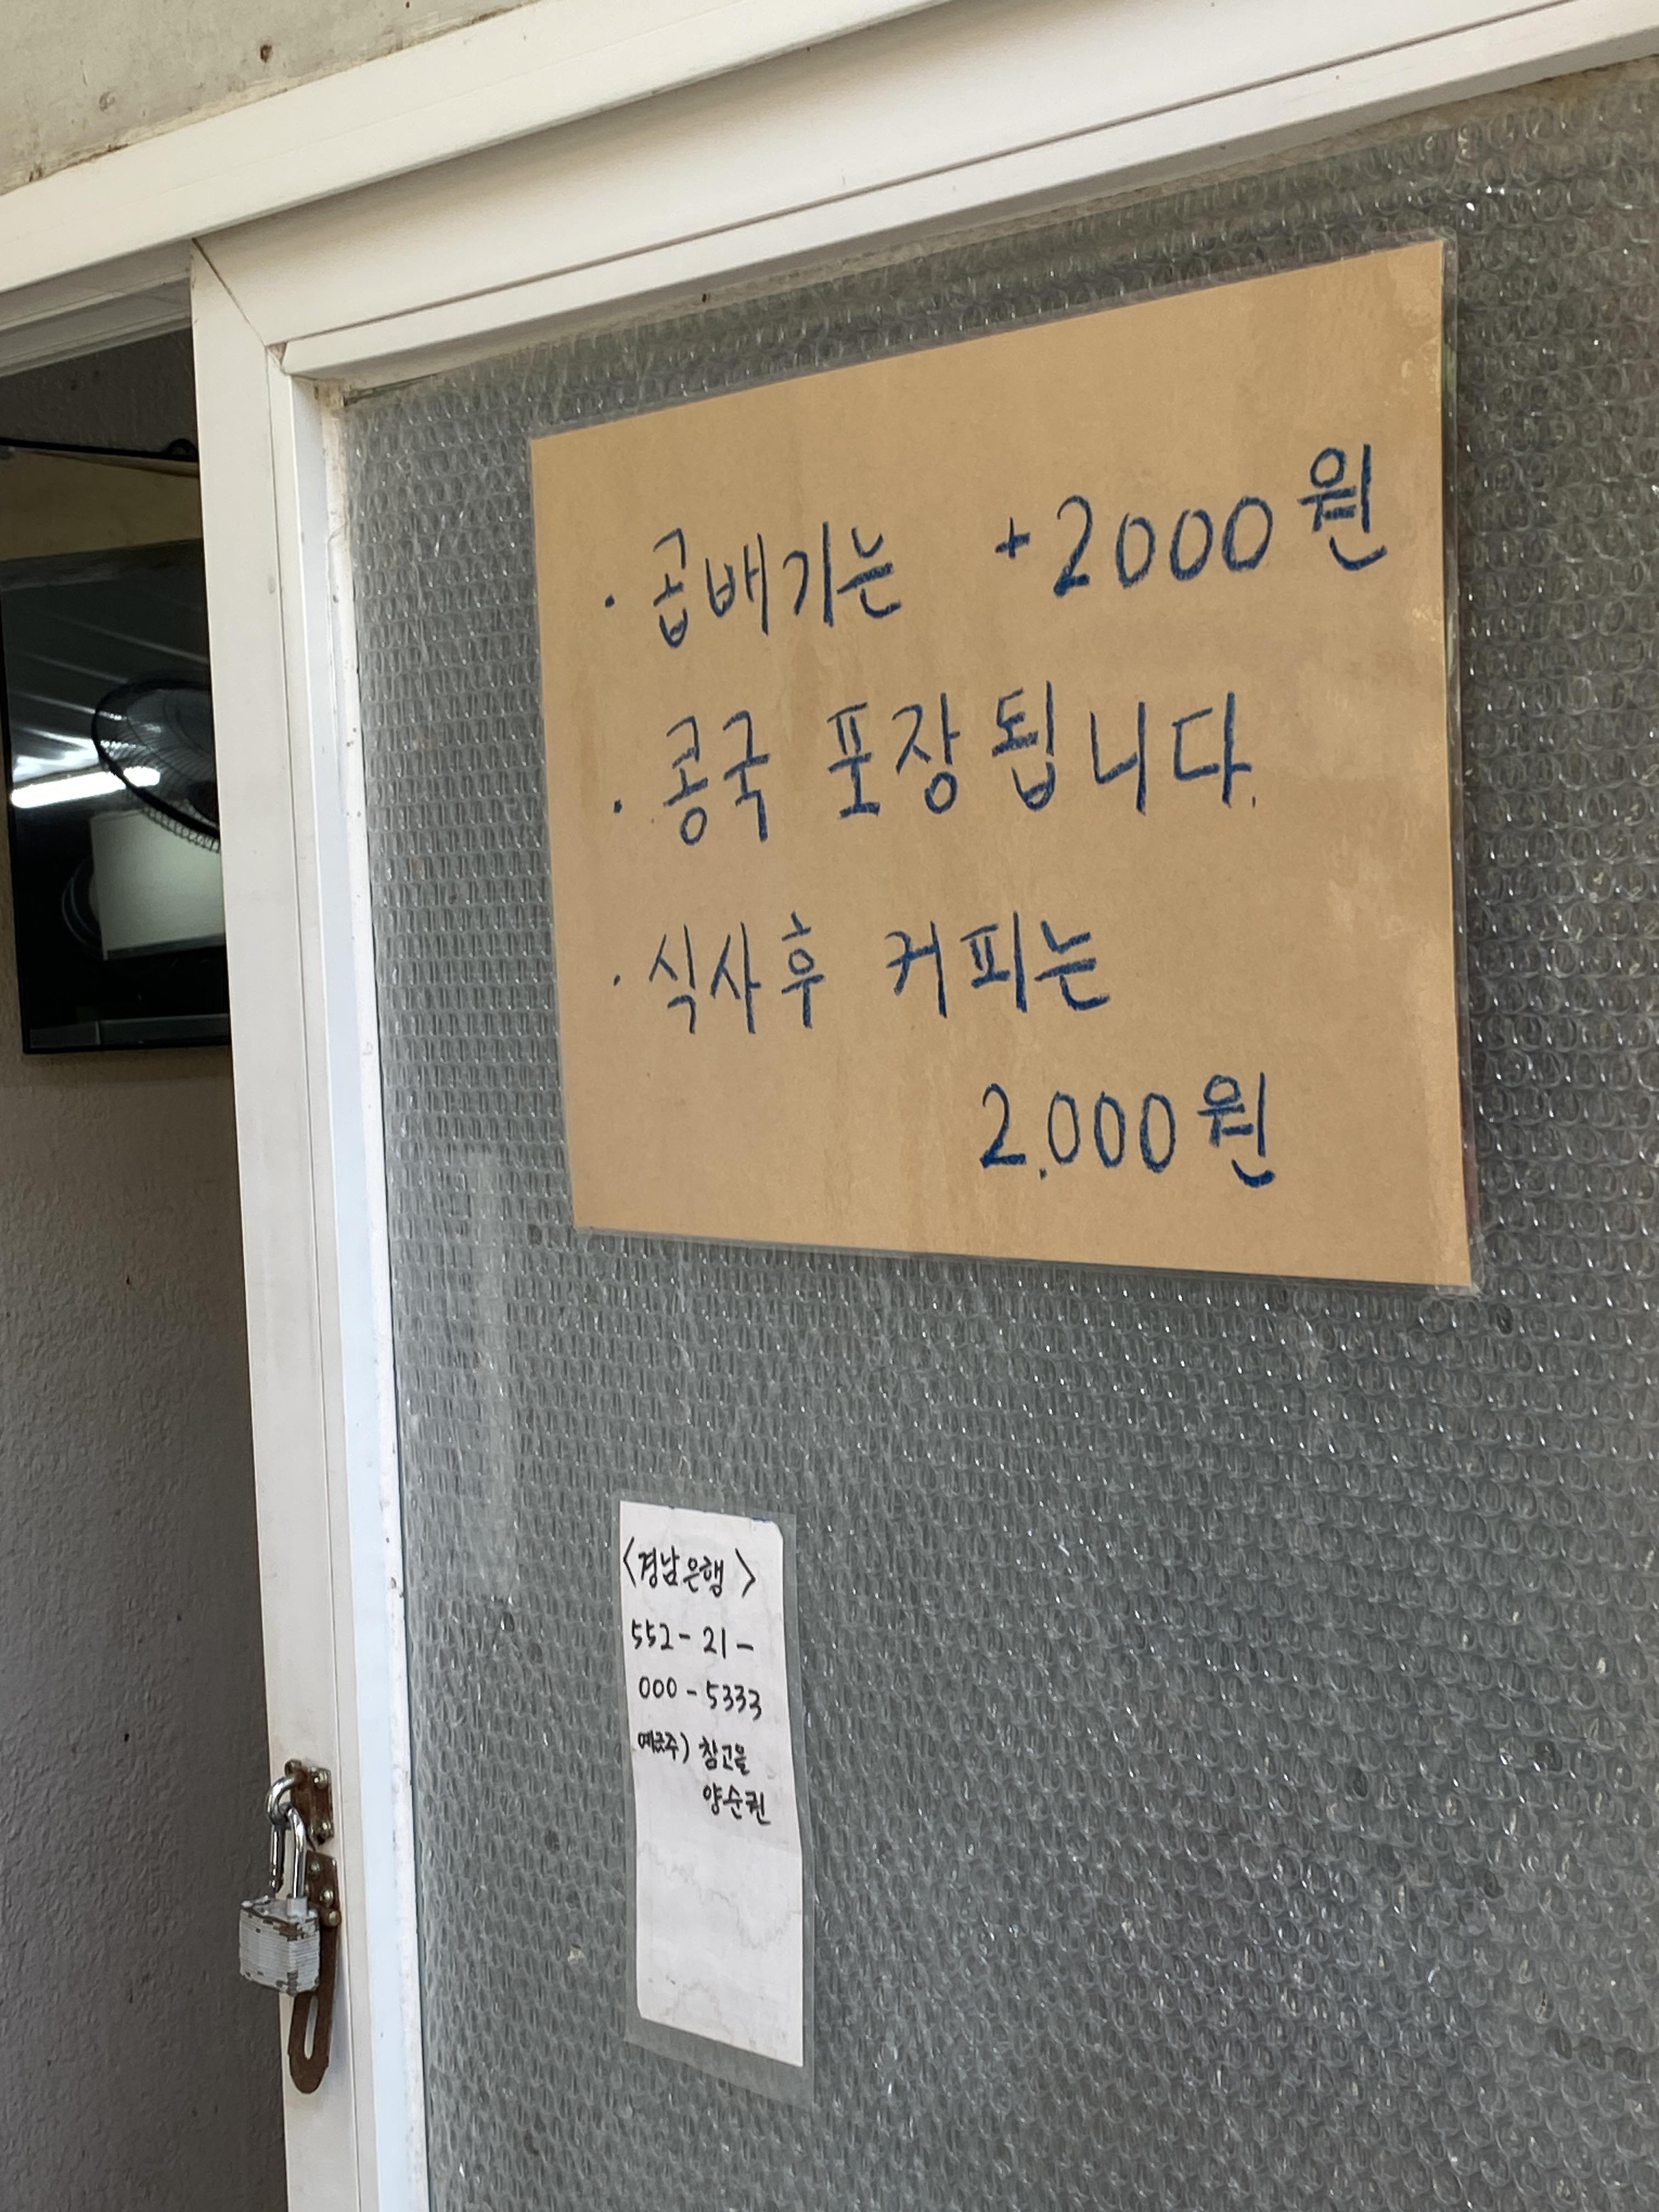 · 곱배기는 +2000원
· 콩국 포장 됩니다.
· 식사후 커피는
2.000원
<경남은행>
552-21-
000-5333
예금주) 참고을
양순권